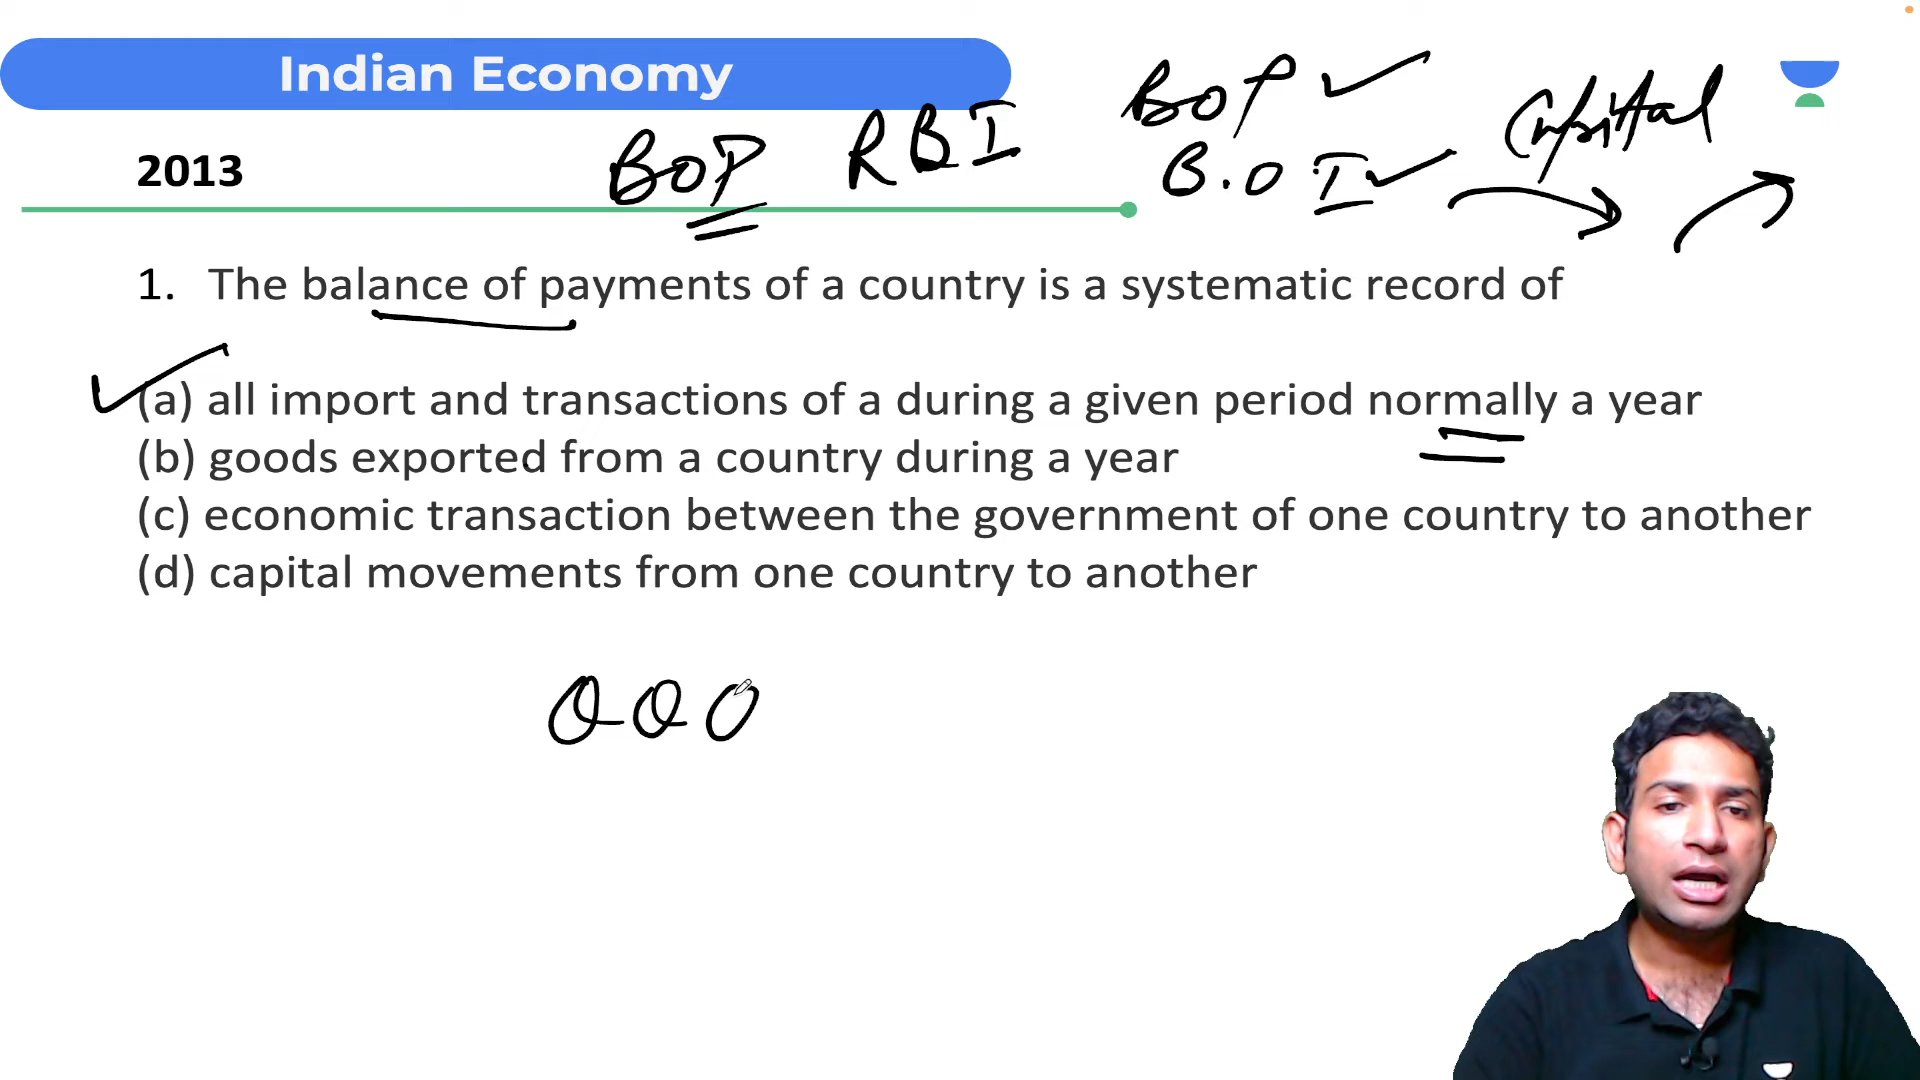 Indian Economy
BOP ✓
Capital
BOP RBI
B.O I ✓
2013
1. The balance of payments of a country is a systematic record of
(a) all import and transactions of a during a given period normally a year
(b) goods exported from a country during a year
(c) economic transaction between the government of one country to another
(d) capital movements from one country to another